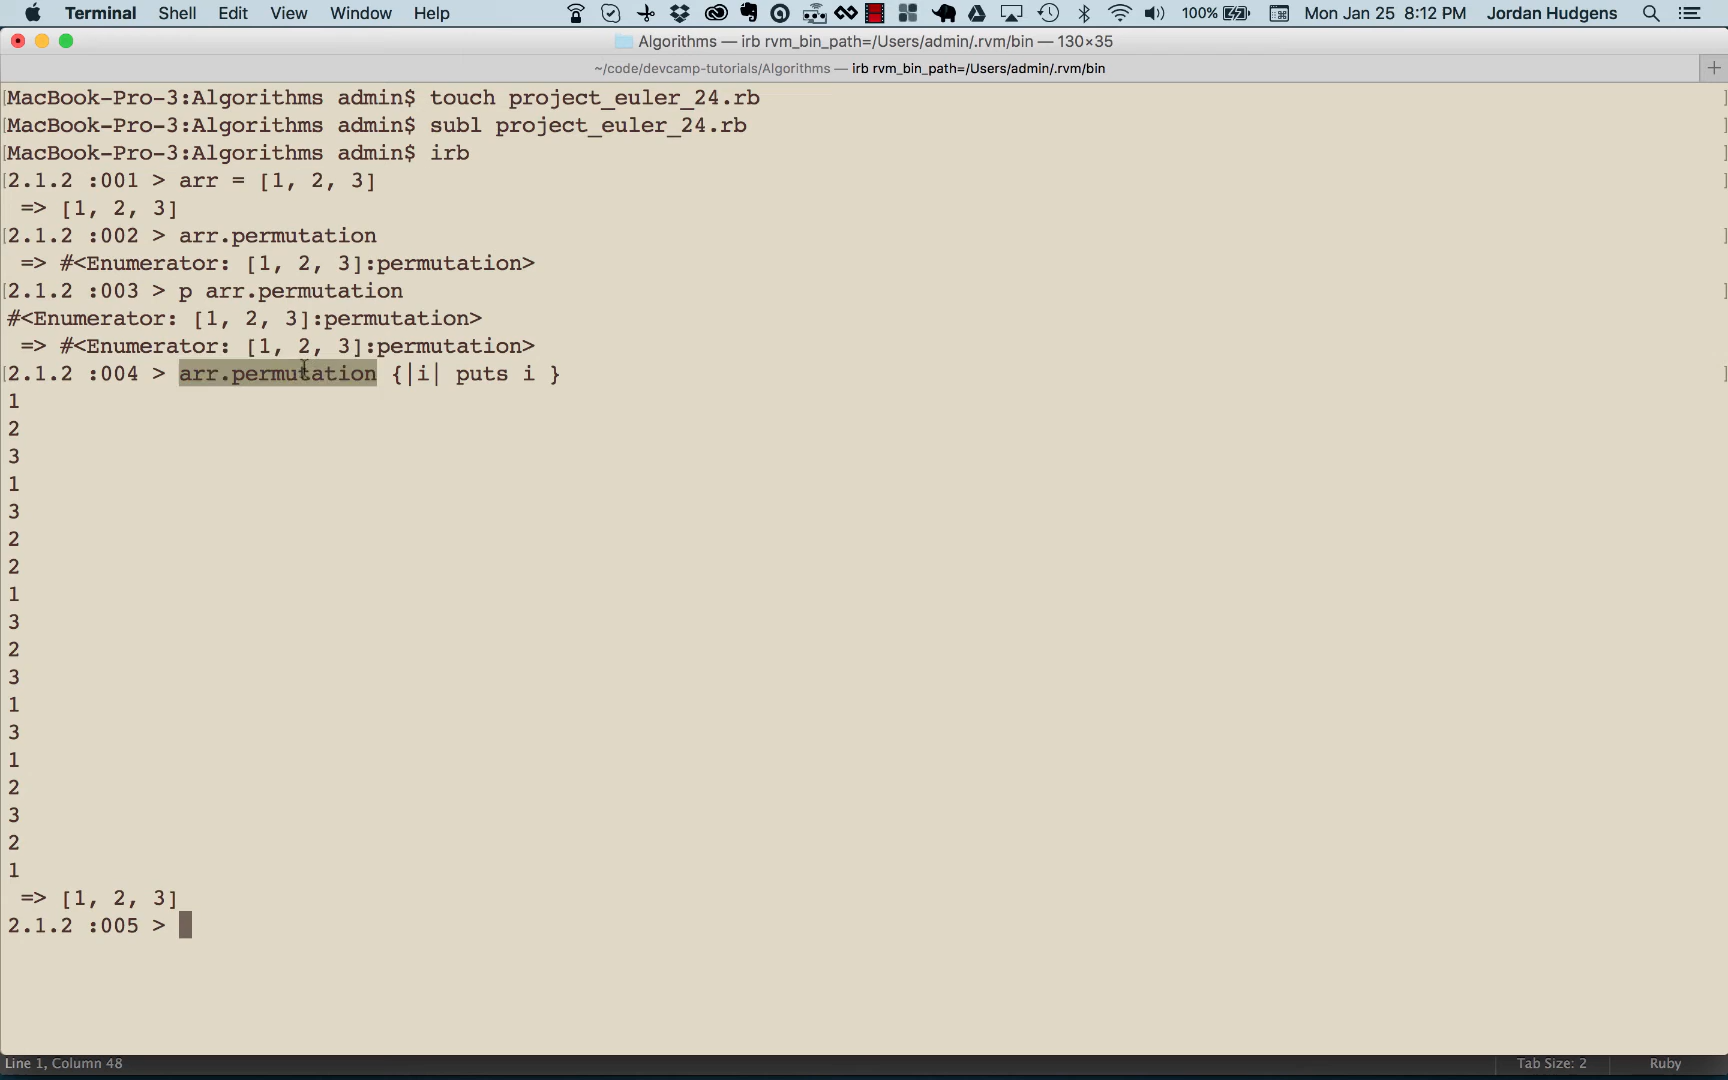 Terminal Shell Edit View Window Help 100% Mon Jan 25 8:12 PM Jordan Hudgens
Algorithms — irb rvm_bin_path=/Users/admin/.rvm/bin — 130×35
~/code/devcamp-tutorials/Algorithms — irb rvm_bin_path=/Users/admin/.rvm/bin +
[MacBook-Pro-3:Algorithms admin$ touch project_euler_24.rb ]
[MacBook-Pro-3:Algorithms admin$ subl project_euler_24.rb ]
[MacBook-Pro-3:Algorithms admin$ irb ]
[2.1.2 :001 > arr = [1, 2, 3] ]
=> [1, 2, 3]
[2.1.2 :002 > arr.permutation ]
=> #<Enumerator: [1, 2, 3]:permutation>
[2.1.2 :003 > p arr.permutation ]
#<Enumerator: [1, 2, 3]:permutation>
=> #<Enumerator: [1, 2, 3]:permutation>
[2.1.2 :004 > arr.permutation {|i| puts i } ]
1
2
3
1
3
2
2
1
3
2
3
1
3
1
2
3
2
1
=> [1, 2, 3]
2.1.2 :005 >
Line 1, Column 48 Tab Size: 2 Ruby